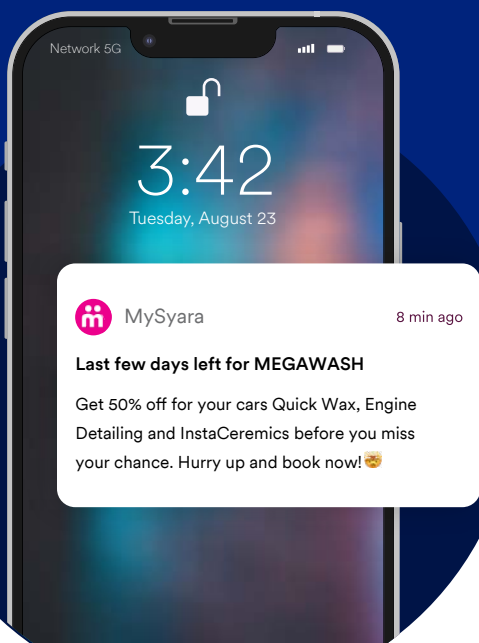 Network 5G
3:42
Tuesday, August 23
MySyara
8 min ago
Last few days left for MEGAWASH
Get 50% off for your cars Quick Wax, Engine
Detailing and InstaCeremics before you miss
your chance. Hurry up and book now!🤯